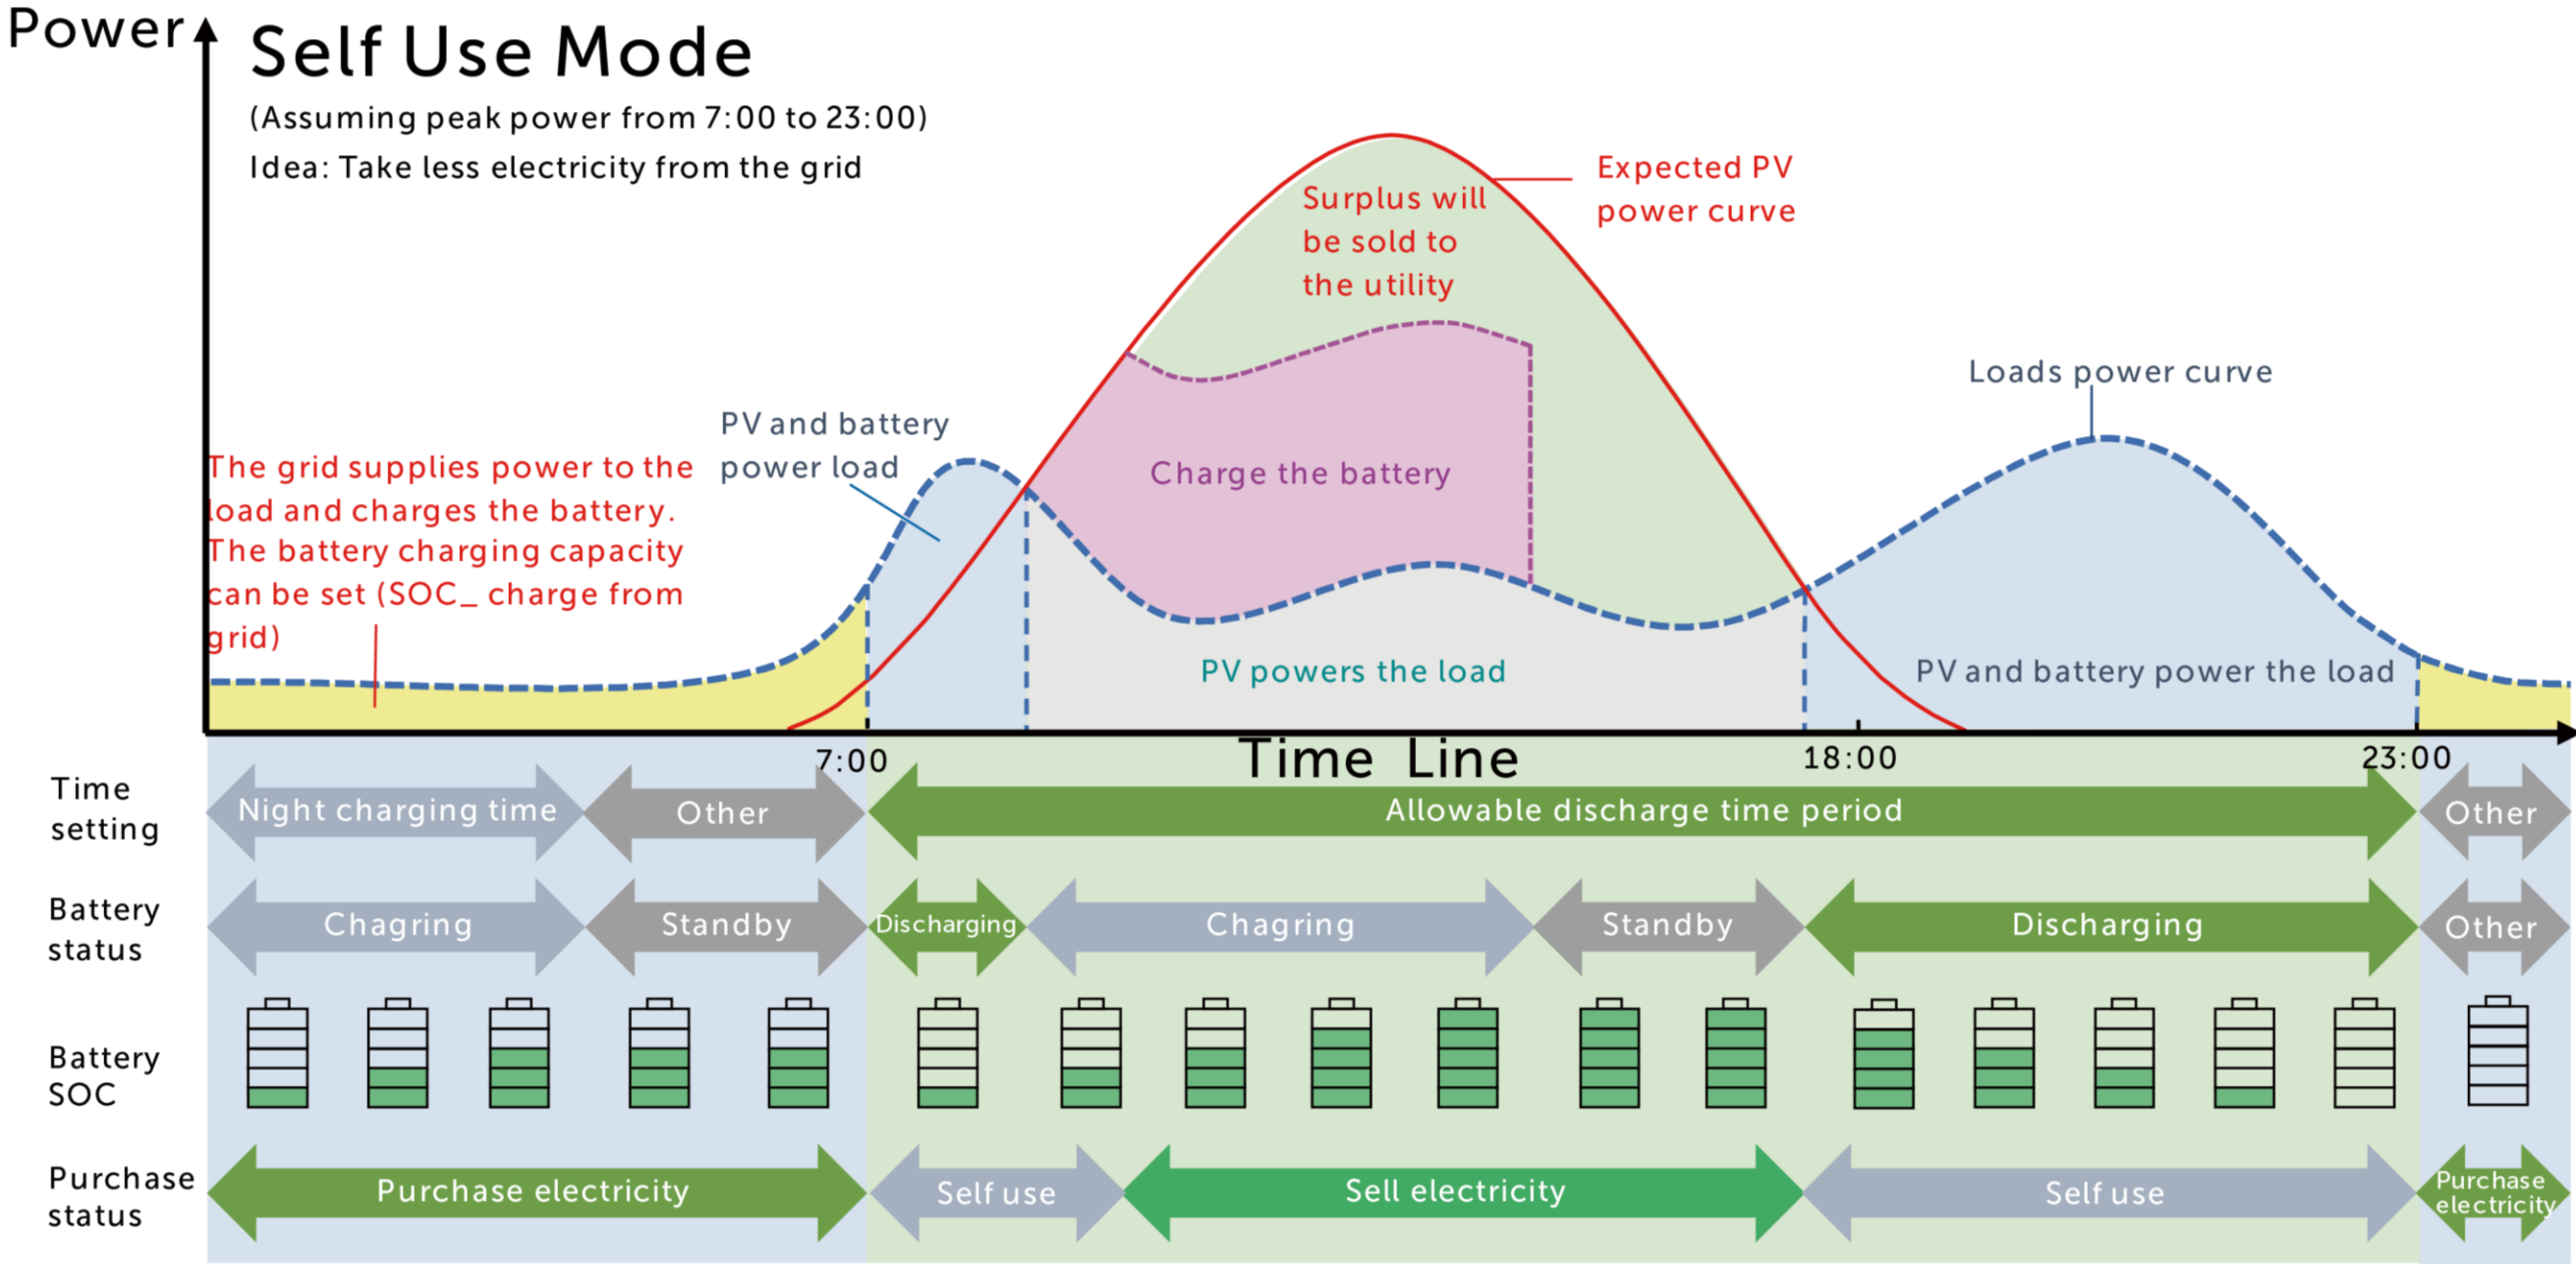 Power
Self Use Mode
(Assuming peak power from 7:00 to 23:00)
Idea: Take less electricity from the grid
Expected PV
power curve
Surplus will
be sold to
the utility
Loads power curve
PV and battery
power load
The grid supplies power to the
load and charges the battery.
The battery charging capacity
can be set (SOC_ charge from
grid)
Charge the battery
PV powers the load
PV and battery power the load
7:00
Time Line
18:00
23:00
Time
setting
Night charging time
Other
Allowable discharge time period
Other
Battery
status
Chagring
Standby
Discharging
Chagring
Standby
Discharging
Other
Battery
SOC
Purchase
status
Purchase electricity
Self use
Sell electricity
Self use
Purchase
electricity